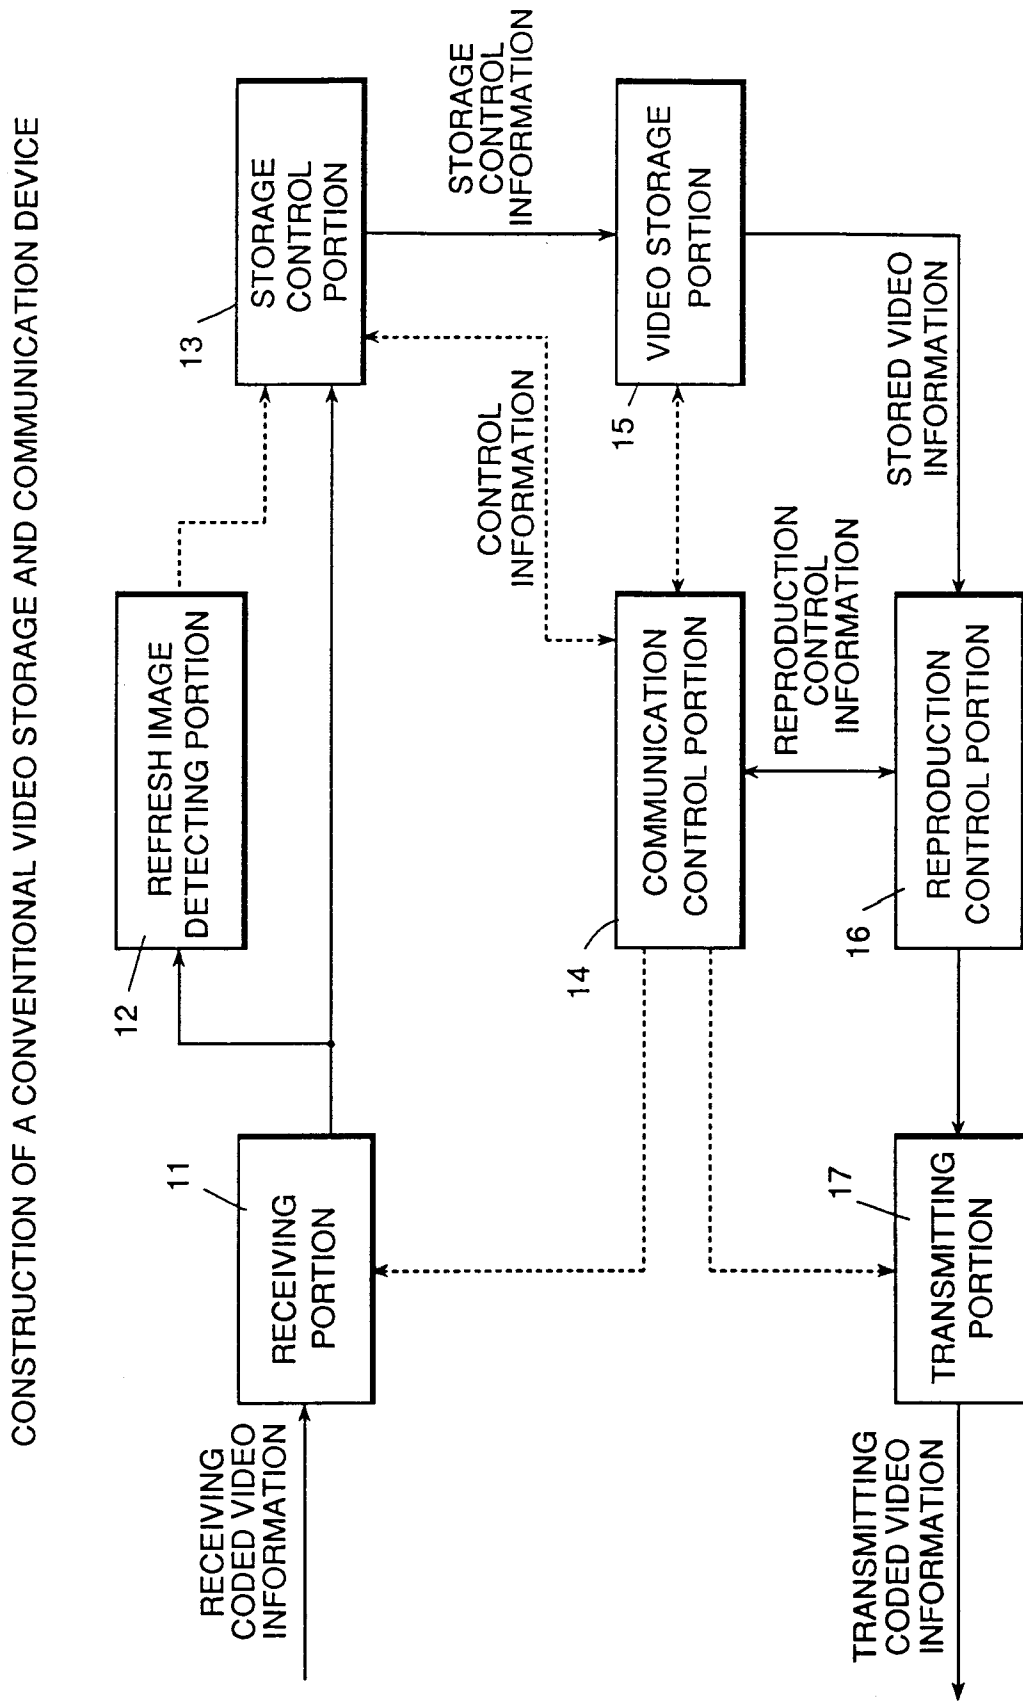 CONSTRUCTION OF A CONVENTIONAL VIDEO STORAGE AND COMMUNICATION DEVICE
12
REFRESH IMAGE
DETECTING PORTION
RECEIVING
CODED VIDEO
INFORMATION
11
RECEIVING
PORTION
13
STORAGE
CONTROL
PORTION
CONTROL
INFORMATION
STORAGE
CONTROL
INFORMATION
14
COMMUNICATION
CONTROL PORTION
15
VIDEO STORAGE
PORTION
REPRODUCTION
CONTROL
INFORMATION
STORED VIDEO
INFORMATION
TRANSMITTING
CODED VIDEO
INFORMATION
17
TRANSMITTING
PORTION
16
REPRODUCTION
CONTROL PORTION